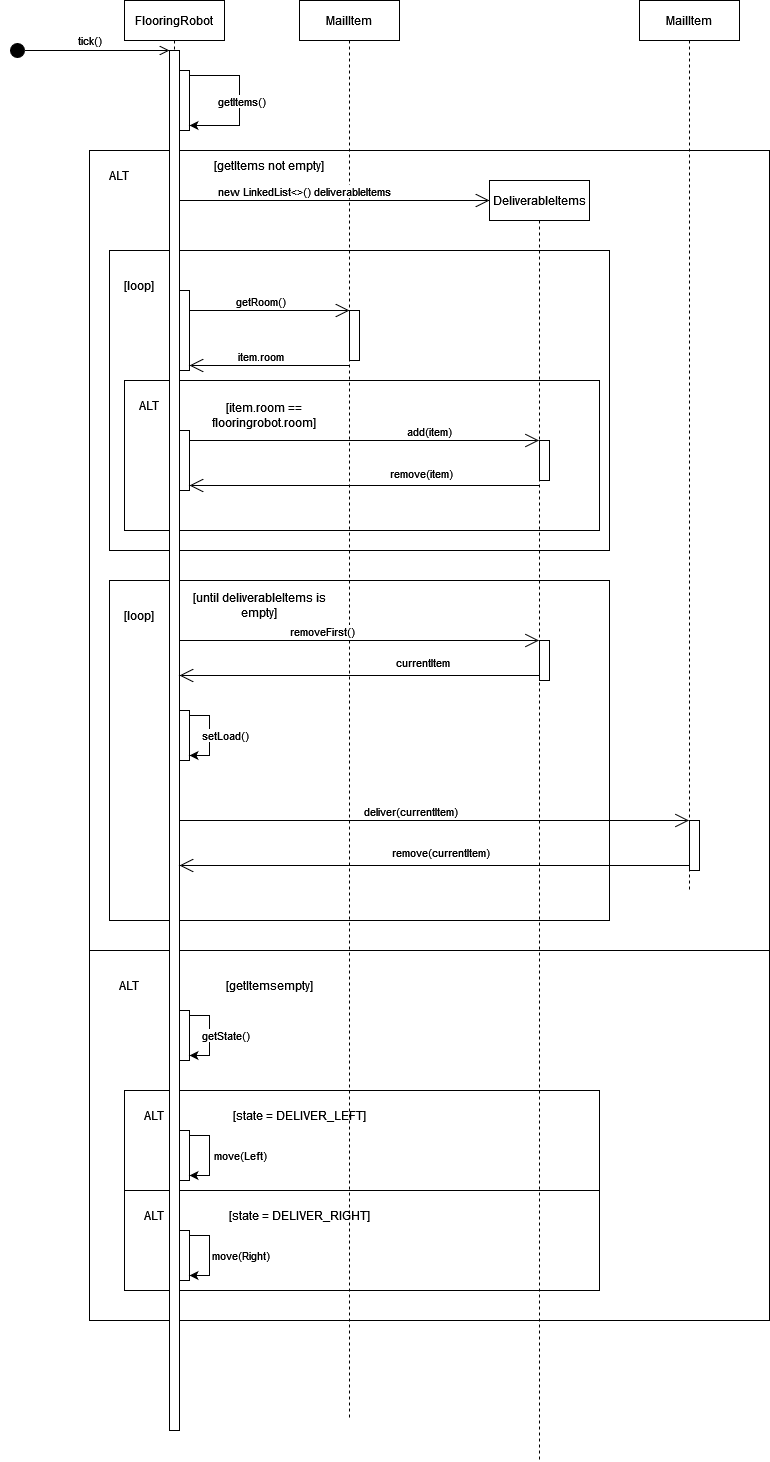 FlooringRobot
MailItem
MailItem
tick()
getItems()
[getItems not empty]
ALT
new LinkedList<>() deliverableItems
DeliverableItems
[loop]
getRoom()
item.room
ALT
[item.room ==
flooringrobot.room]
add(item)
remove(item)
[until deliverableItems is
empty]
[loop]
removeFirst()
currentItem
setLoad()
deliver(currentItem)
remove(currentItem)
ALT
[getItemsempty]
getState()
ALT
[state = DELIVER_LEFT]
move(Left)
ALT
[state = DELIVER_RIGHT]
move(Right)